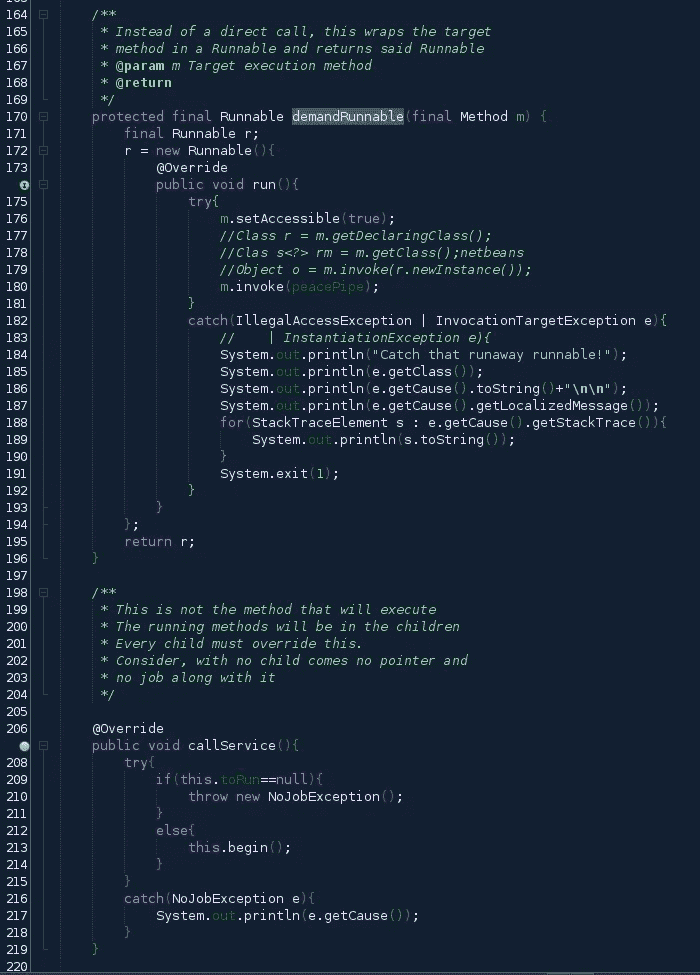 164 /**
165 * Instead of a direct call, this wraps the target
166 * method in a Runnable and returns said Runnable
167 * @param m Target execution method
168 * @return
169 */
170 protected final Runnable demandRunnable(final Method m) {
171 final Runnable r;
172 r = new Runnable(){
173 @Override
public void run(){
175 try{
176 m.setAccessible(true);
177 //Class r = m.getDeclaringClass();
178 //Clas s<?> rm = m.getClass();netbeans
179 //Object o = m.invoke(r.newInstance());
180 m.invoke(peacePipe);
181 }
182 catch(IllegalAccessException | InvocationTargetException e){
183 // | InstantiationException e){
184 System.out.println("Catch that runaway runnable!");
185 System.out.println(e.getClass());
186 System.out.println(e.getCause().toString()+"\n\n");
187 System.out.println(e.getCause().getLocalizedMessage());
188 for(StackTraceElement s : e.getCause().getStackTrace()){
189 System.out.println(s.toString());
190 }
191 System.exit(1);
192 }
193 }
194 };
195 return r;
196 }
197
198 /**
199 * This is not the method that will execute
200 * The running methods will be in the children
201 * Every child must override this.
202 * Consider, with no child comes no pointer and
203 * no job along with it
204 */
205
206 @Override
public void callService(){
208 try{
209 if(this.toRun==null){
210 throw new NoJobException();
211 }
212 else{
213 this.begin();
214 }
215 }
216 catch(NoJobException e){
217 System.out.println(e.getCause());
218 }
219 }
220